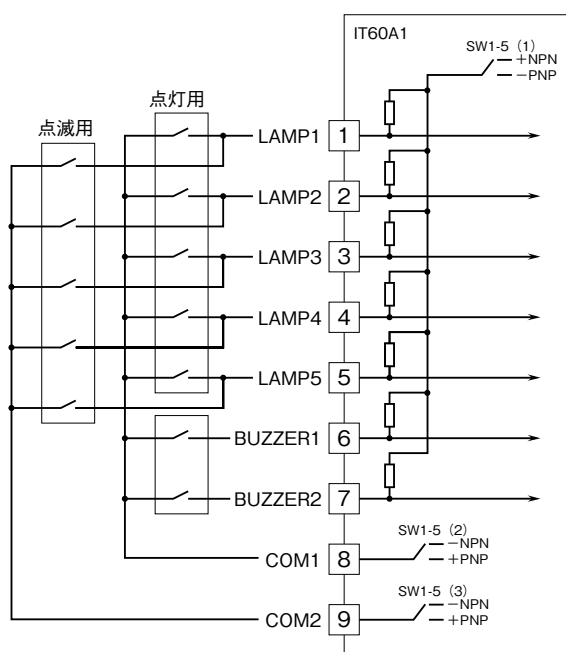 IT60A1
SW1-5（1）
＋NPN
－PNP
点滅用
点灯用
LAMP1 1
LAMP2 2
LAMP3 3
LAMP4 4
LAMP5 5
BUZZER1 6
BUZZER2 7
SW1-5（2）
－NPN
＋PNP
COM1 8
SW1-5（3）
－NPN
＋PNP
COM2 9